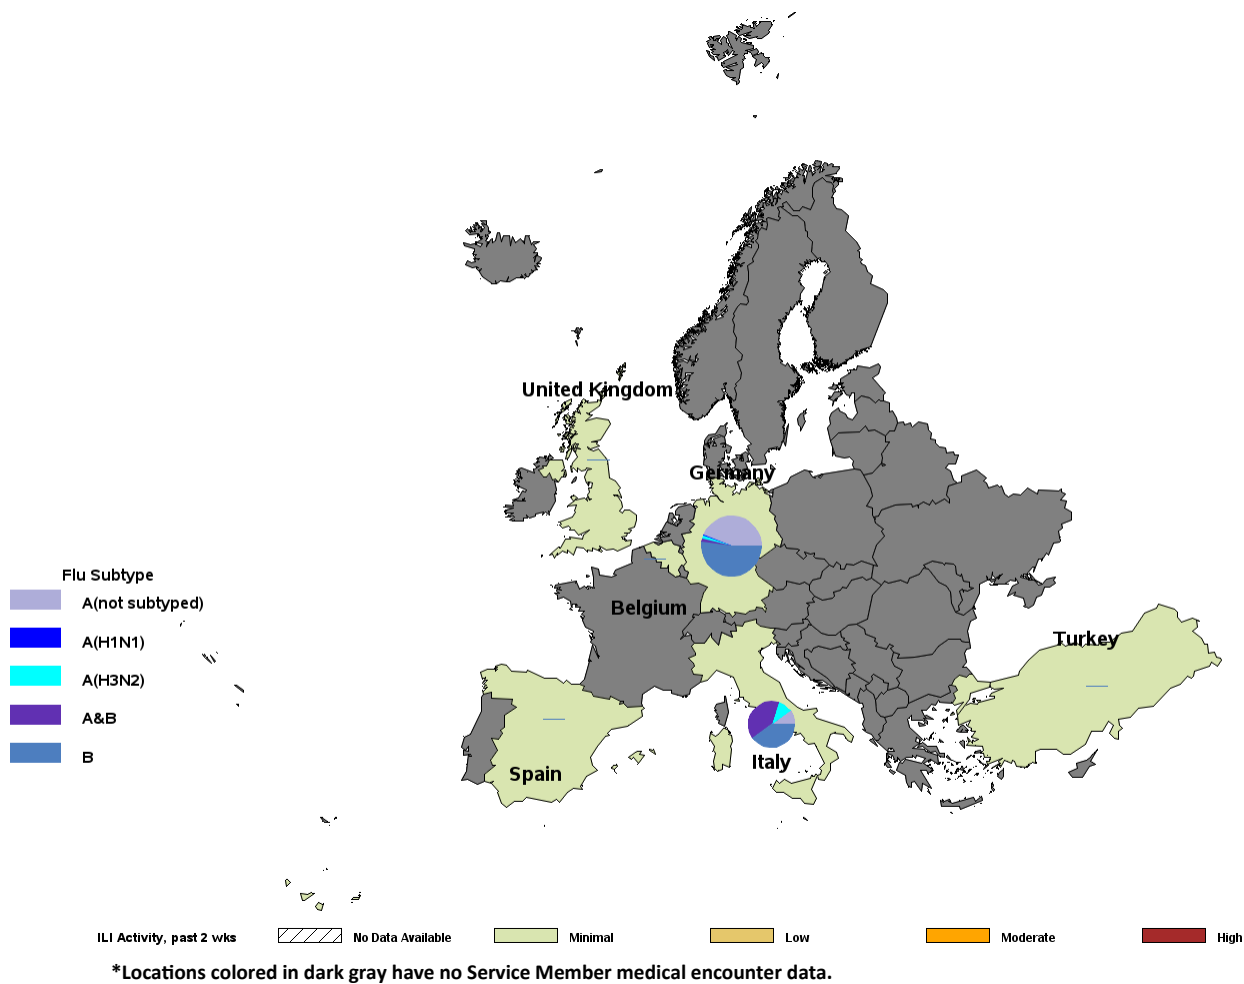 United Kingdom
Germany
Flu Subtype
A(not subtyped)
A(H1N1)
A(H3N2)
A&B
B
Belgium
Turkey
Spain
Italy
ILI Activity, past 2 wks
No Data Available
Minimal
Low
Moderate
High
*Locations colored in dark gray have no Service Member medical encounter data.